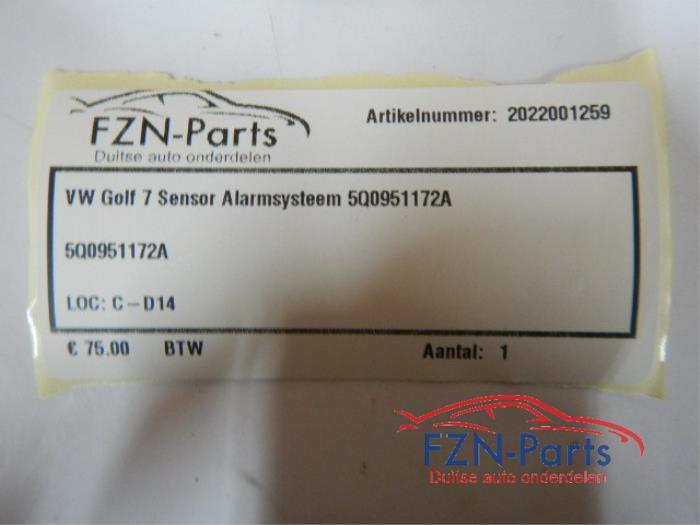 FZN-Parts
Duitse auto onderdelen
Artikelnummer: 2022001259
VW Golf 7 Sensor Alarmsysteem 5Q0951172A
5Q0951172A
LOC: C-D14
€ 75.00 BTW Aantal: 1
FZN-Parts
Duitse auto onderdelen